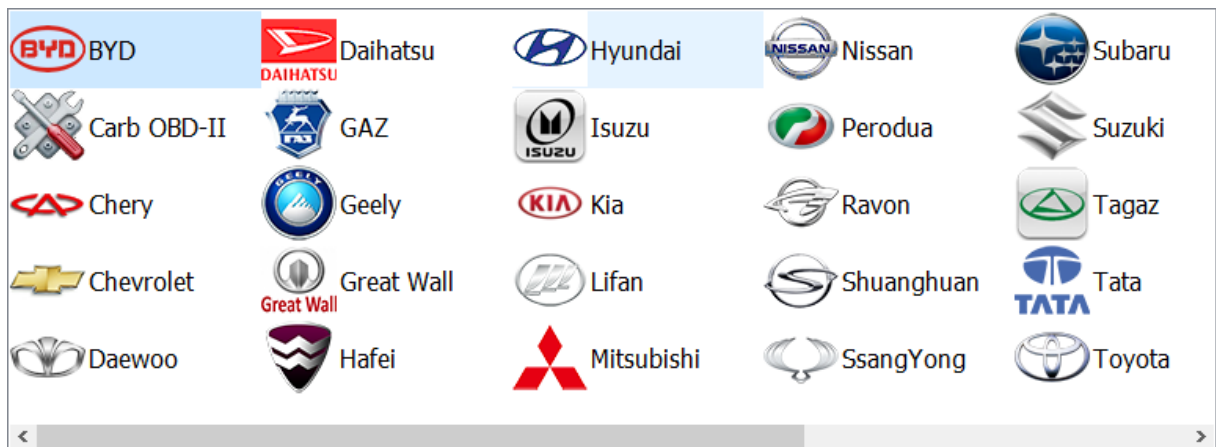 BYD BYD
DAIHATSU Daihatsu
Hyundai
NISSAN Nissan
Subaru
Carb OBD-II
ГАЗ GAZ
ISUZU Isuzu
Perodua
Suzuki
Chery
GEELY Geely
KIA Kia
Ravon
Tagaz
Chevrolet
Great Wall Great Wall
Lifan
Shuanghuan
TATA Tata
Daewoo
Hafei
Mitsubishi
SsangYong
Toyota